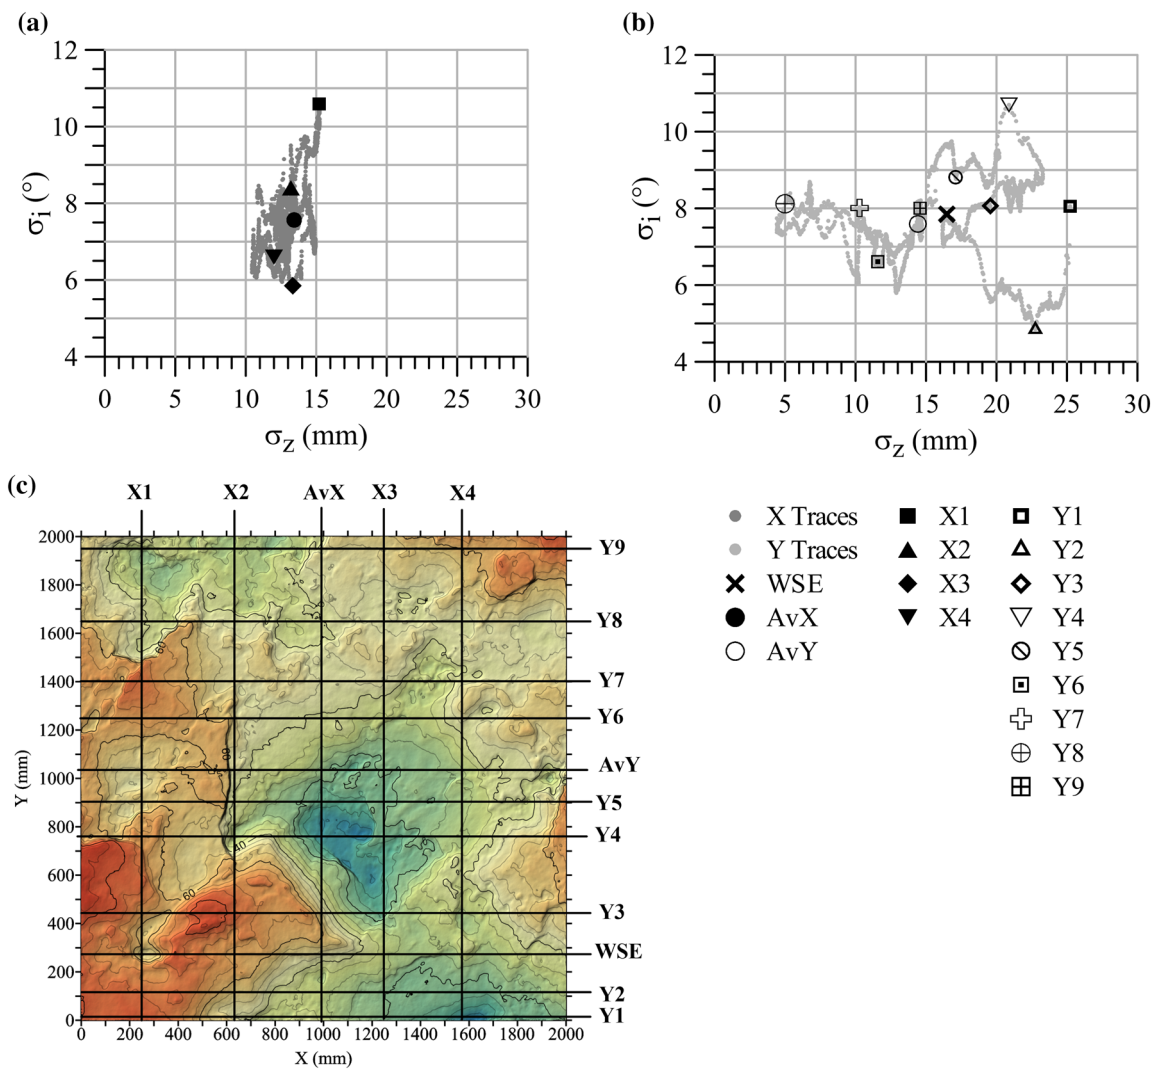 (a)
12
10
8
6
4
σi (°)
0 5 10 15 20 25 30
σz (mm)
(b)
12
10
8
6
4
σi (°)
0 5 10 15 20 25 30
σz (mm)
(c)
X1 X2 AvX X3 X4
2000
1800
1600
1400
1200
1000
800
600
400
200
0
Y (mm)
60
60
40
60
Y9
Y8
Y7
Y6
AvY
Y5
Y4
Y3
WSE
Y2
Y1
0 200 400 600 800 1000 1200 1400 1600 1800 2000
X (mm)
X Traces X1 Y1
Y Traces X2 Y2
WSE X3 Y3
AvX X4 Y4
AvY Y5
Y6
Y7
Y8
Y9